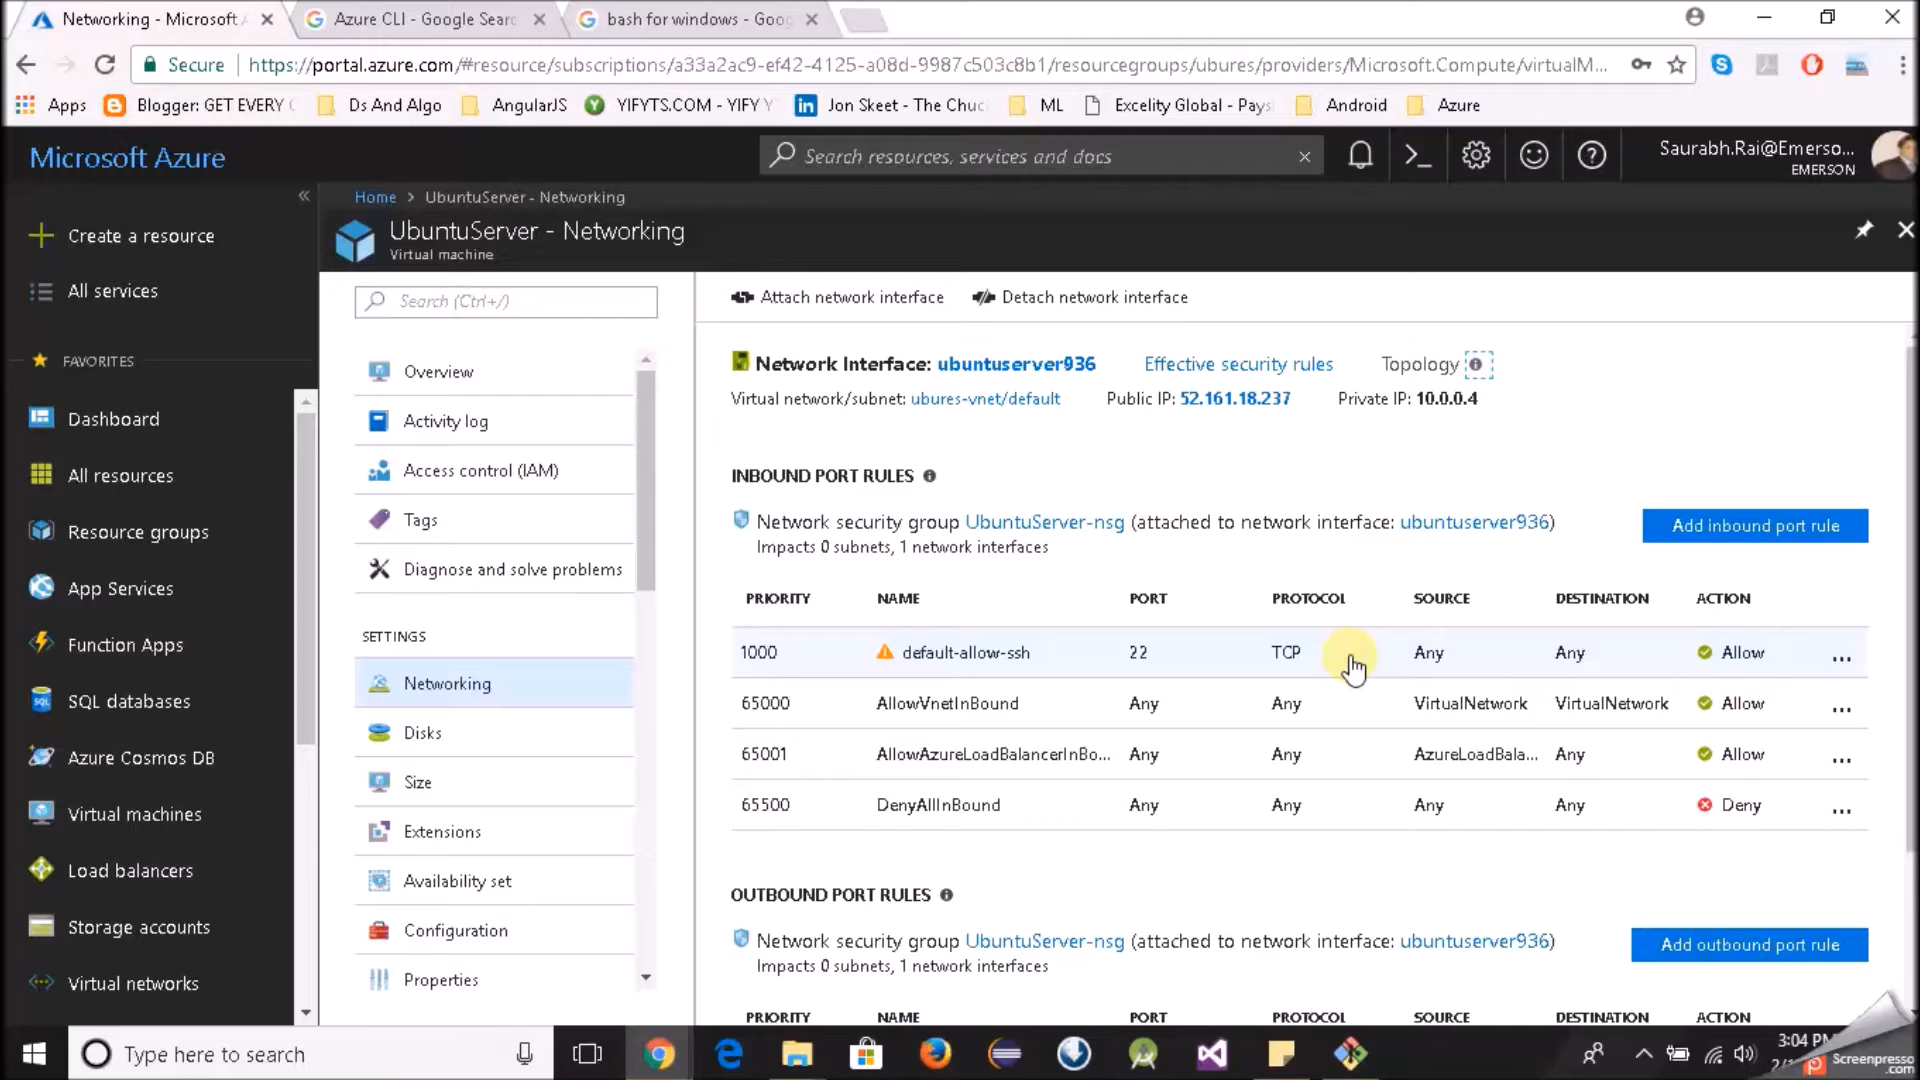 Networking - Microsoft A
Azure CLI - Google Searc
bash for windows - Goog
Secure
https://portal.azure.com/#resource/subscriptions/a33a2ac9-ef42-4125-a08d-9987c503c8b1/resourcegroups/ubures/providers/Microsoft.Compute/virtualM...
Apps
Blogger: GET EVERY
Ds And Algo
AngularJS
YIFYTS.COM - YIFY Y
Jon Skeet - The Chuc
ML
Excelity Global - Pays
Android
Azure
Microsoft Azure
Search resources, services and docs
Saurabh.Rai@Emerso...
EMERSON
Home > UbuntuServer - Networking
UbuntuServer - Networking
Virtual machine
Create a resource
All services
FAVORITES
Dashboard
All resources
Resource groups
App Services
Function Apps
SQL databases
Azure Cosmos DB
Virtual machines
Load balancers
Storage accounts
Virtual networks
Search (Ctrl+/)
Overview
Activity log
Access control (IAM)
Tags
Diagnose and solve problems
SETTINGS
Networking
Disks
Size
Extensions
Availability set
Configuration
Properties
Attach network interface
Detach network interface
Network Interface: ubuntuserver936
Effective security rules
Topology
Virtual network/subnet: ubures-vnet/default
Public IP: 52.161.18.237
Private IP: 10.0.0.4
INBOUND PORT RULES
Network security group UbuntuServer-nsg (attached to network interface: ubuntuserver936)
Impacts 0 subnets, 1 network interfaces
Add inbound port rule
PRIORITY NAME PORT PROTOCOL SOURCE DESTINATION ACTION
1000 default-allow-ssh 22 TCP Any Any Allow ...
65000 AllowVnetInBound Any Any VirtualNetwork VirtualNetwork Allow ...
65001 AllowAzureLoadBalancerInBo... Any Any AzureLoadBala... Any Allow ...
65500 DenyAllInBound Any Any Any Any Deny ...
OUTBOUND PORT RULES
Network security group UbuntuServer-nsg (attached to network interface: ubuntuserver936)
Impacts 0 subnets, 1 network interfaces
Add outbound port rule
PRIORITY NAME PORT PROTOCOL SOURCE DESTINATION ACTION
Type here to search
3:04 PM
Screenpresso
.com